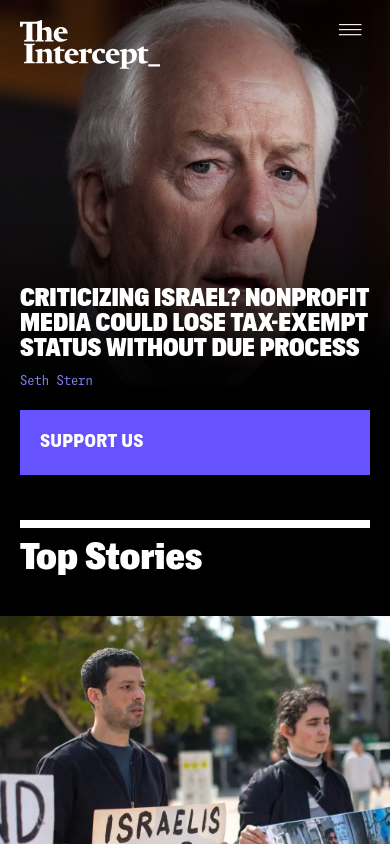 The
Intercept_
CRITICIZING ISRAEL? NONPROFIT
MEDIA COULD LOSE TAX-EXEMPT
STATUS WITHOUT DUE PROCESS
Seth Stern
SUPPORT US
Top Stories
ND
ISRAELIS